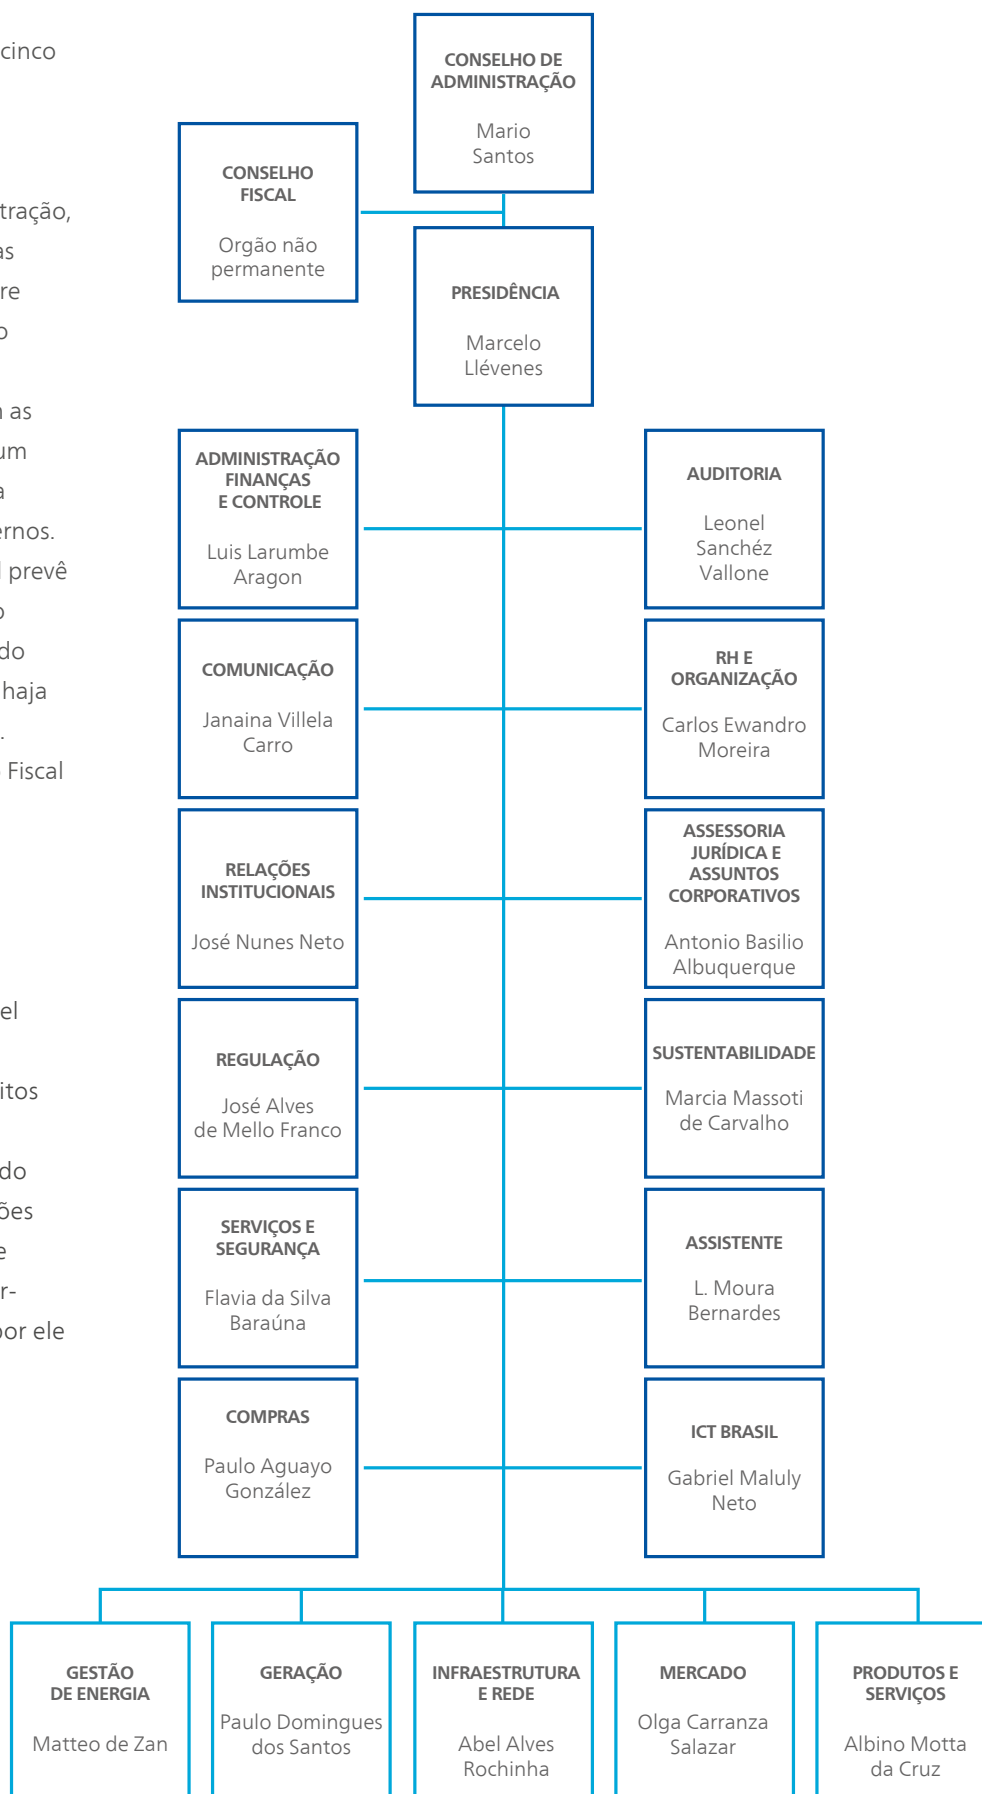 cinco
tração,
as
re
o
n as
um
a
ernos.
l prevê
o
do
haja
.
Fiscal
el
itos
do
ões
e
r-
por ele
CONSELHO DE
ADMINISTRAÇÃO
Mario
Santos
CONSELHO
FISCAL
Orgão não
permanente
PRESIDÊNCIA
Marcelo
Llévenes
ADMINISTRAÇÃO
FINANÇAS
E CONTROLE
Luis Larumbe
Aragon
AUDITORIA
Leonel
Sanchéz
Vallone
COMUNICAÇÃO
Janaina Villela
Carro
RH E
ORGANIZAÇÃO
Carlos Ewandro
Moreira
RELAÇÕES
INSTITUCIONAIS
José Nunes Neto
ASSESSORIA
JURÍDICA E
ASSUNTOS
CORPORATIVOS
Antonio Basilio
Albuquerque
REGULAÇÃO
José Alves
de Mello Franco
SUSTENTABILIDADE
Marcia Massoti
de Carvalho
SERVIÇOS E
SEGURANÇA
Flavia da Silva
Baraúna
ASSISTENTE
L. Moura
Bernardes
COMPRAS
Paulo Aguayo
González
ICT BRASIL
Gabriel Maluly
Neto
GESTÃO
DE ENERGIA
Matteo de Zan
GERAÇÃO
Paulo Domingues
dos Santos
INFRAESTRUTURA
E REDE
Abel Alves
Rochinha
MERCADO
Olga Carranza
Salazar
PRODUTOS E
SERVIÇOS
Albino Motta
da Cruz